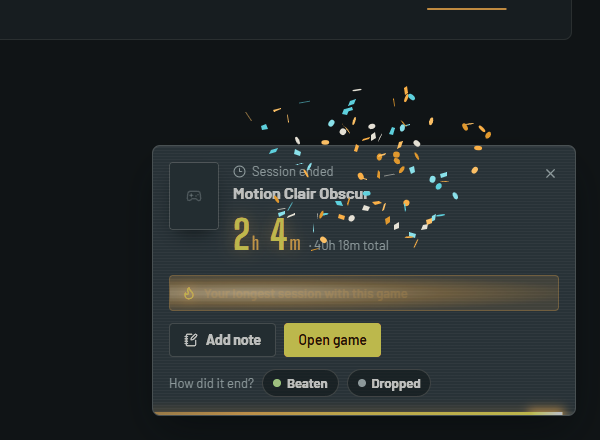 Session ended
Motion Clair Obscur
2h 4m · 40h 18m total
Your longest session with this game
Add note
Open game
How did it end?
Beaten
Dropped